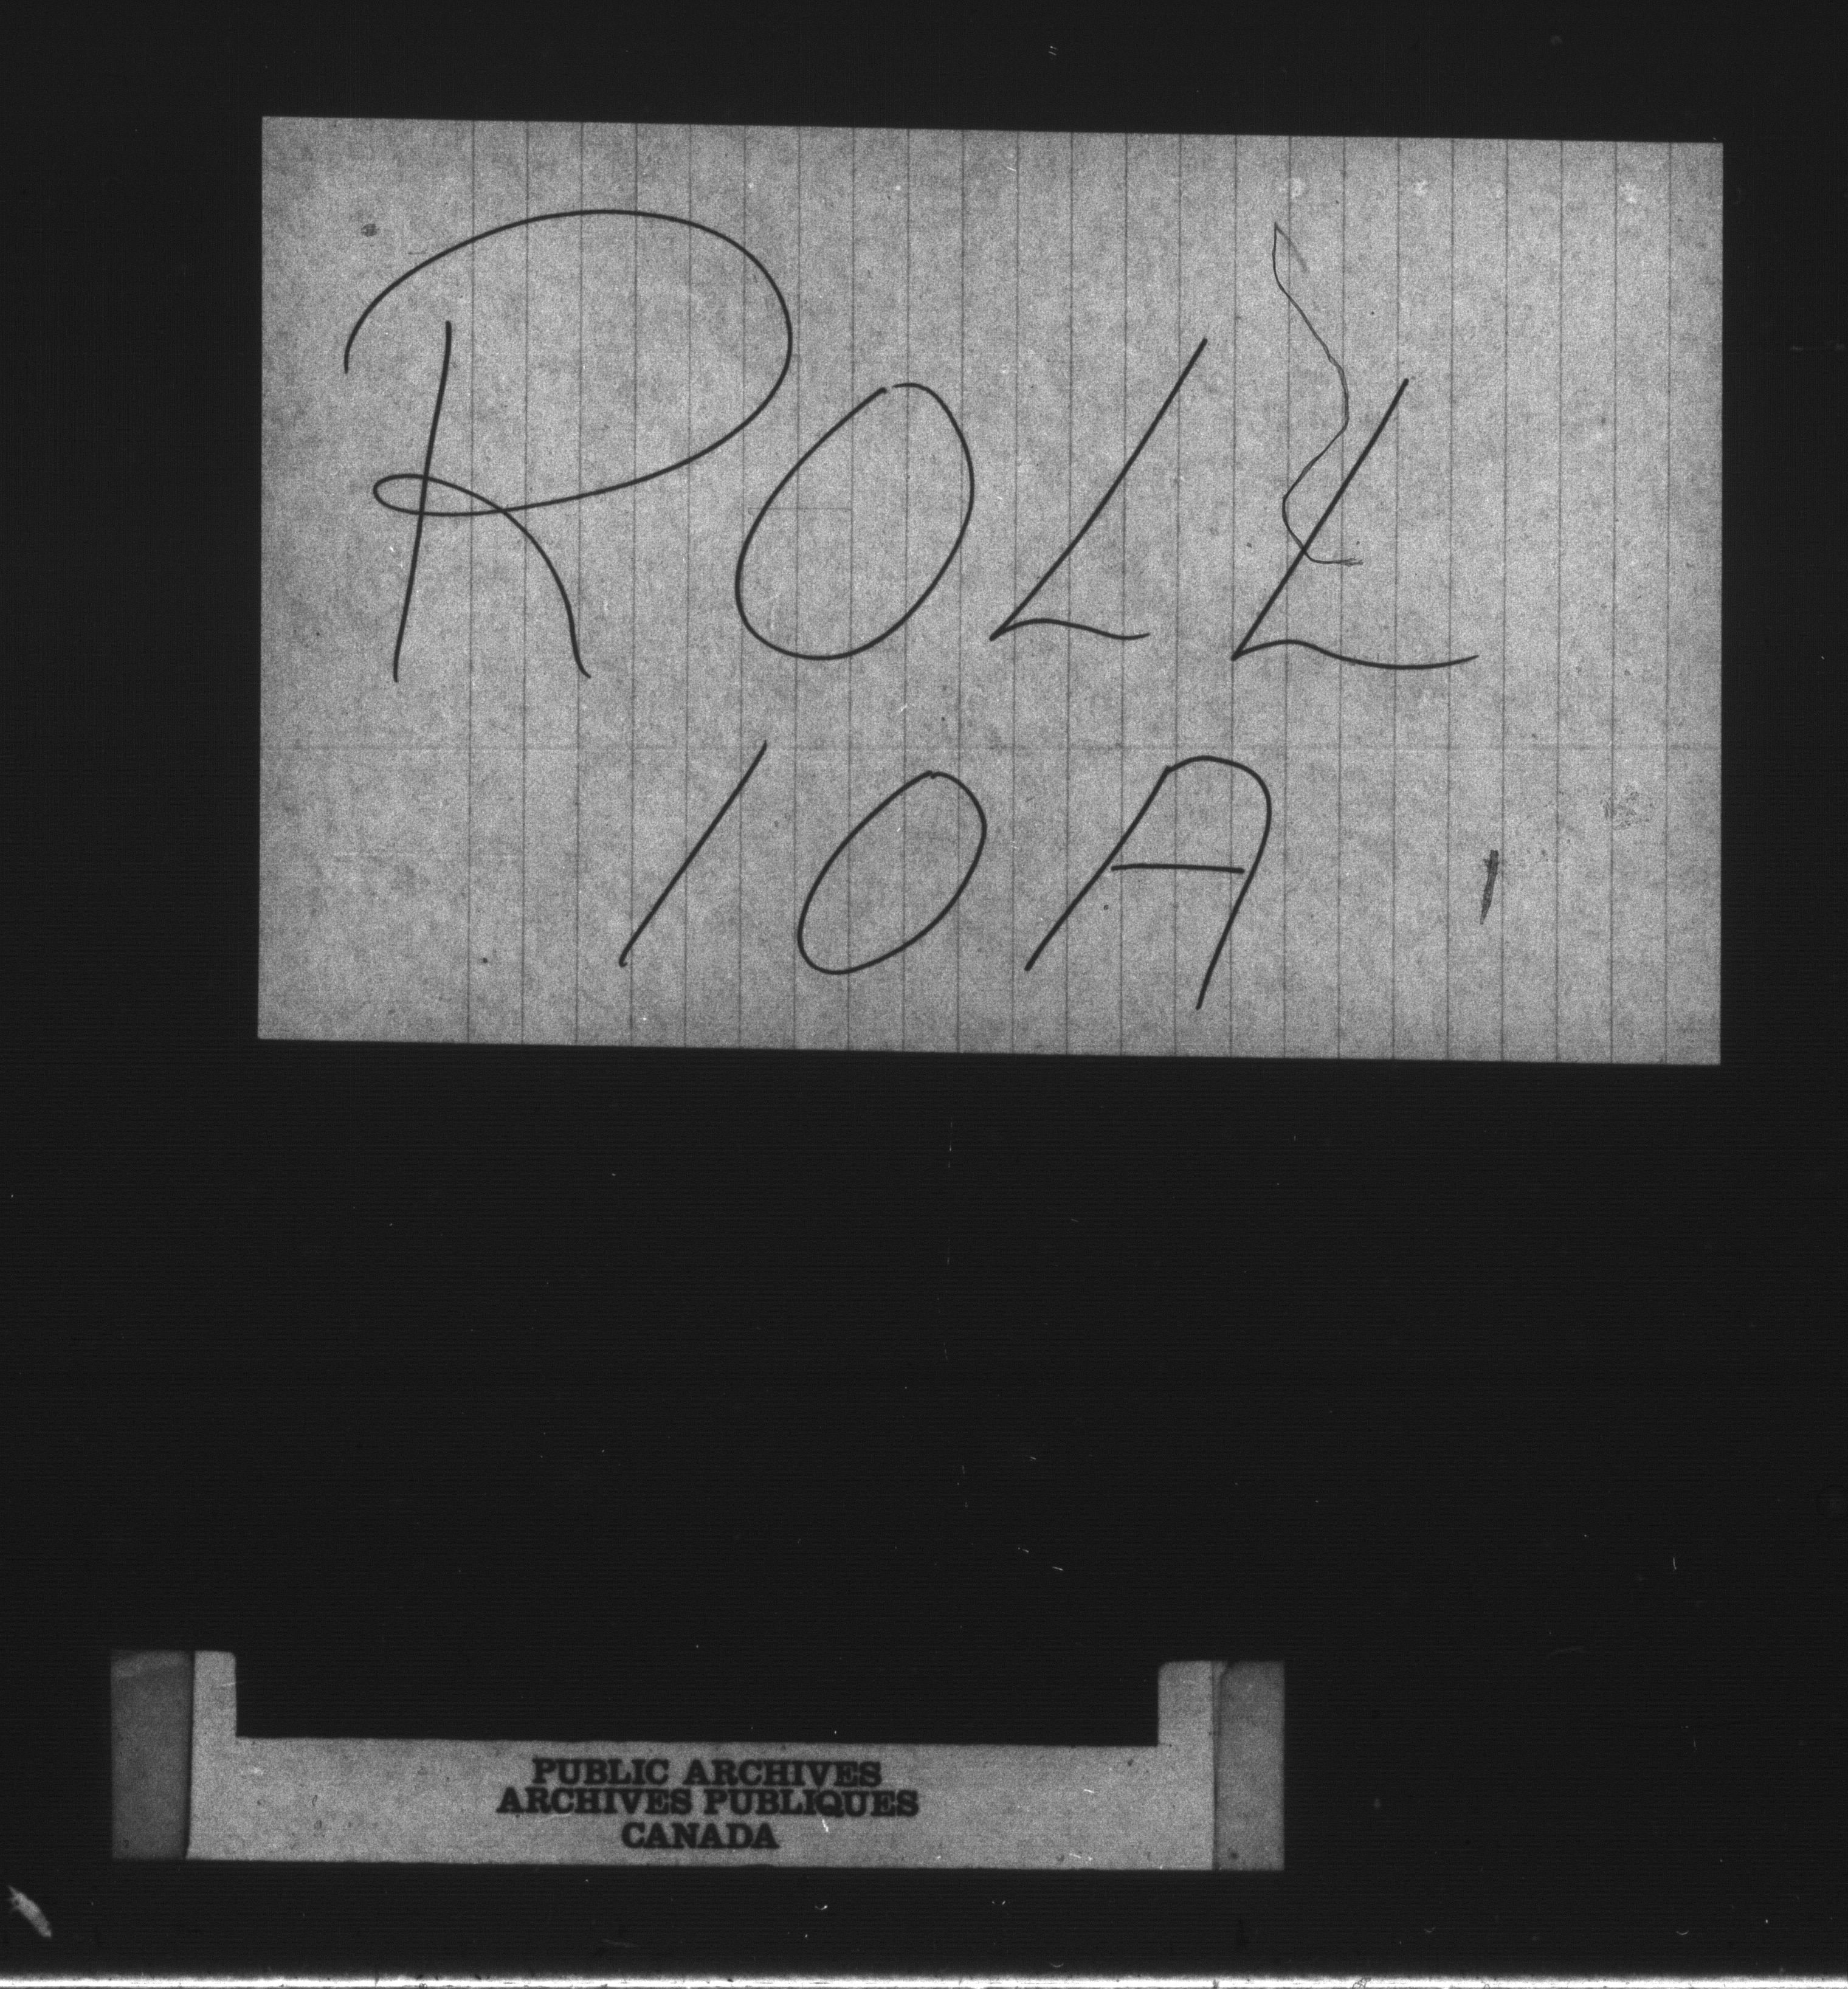 ROLL
10A
PUBLIC ARCHIVES
ARCHIVES PUBLIQUES
CANADA